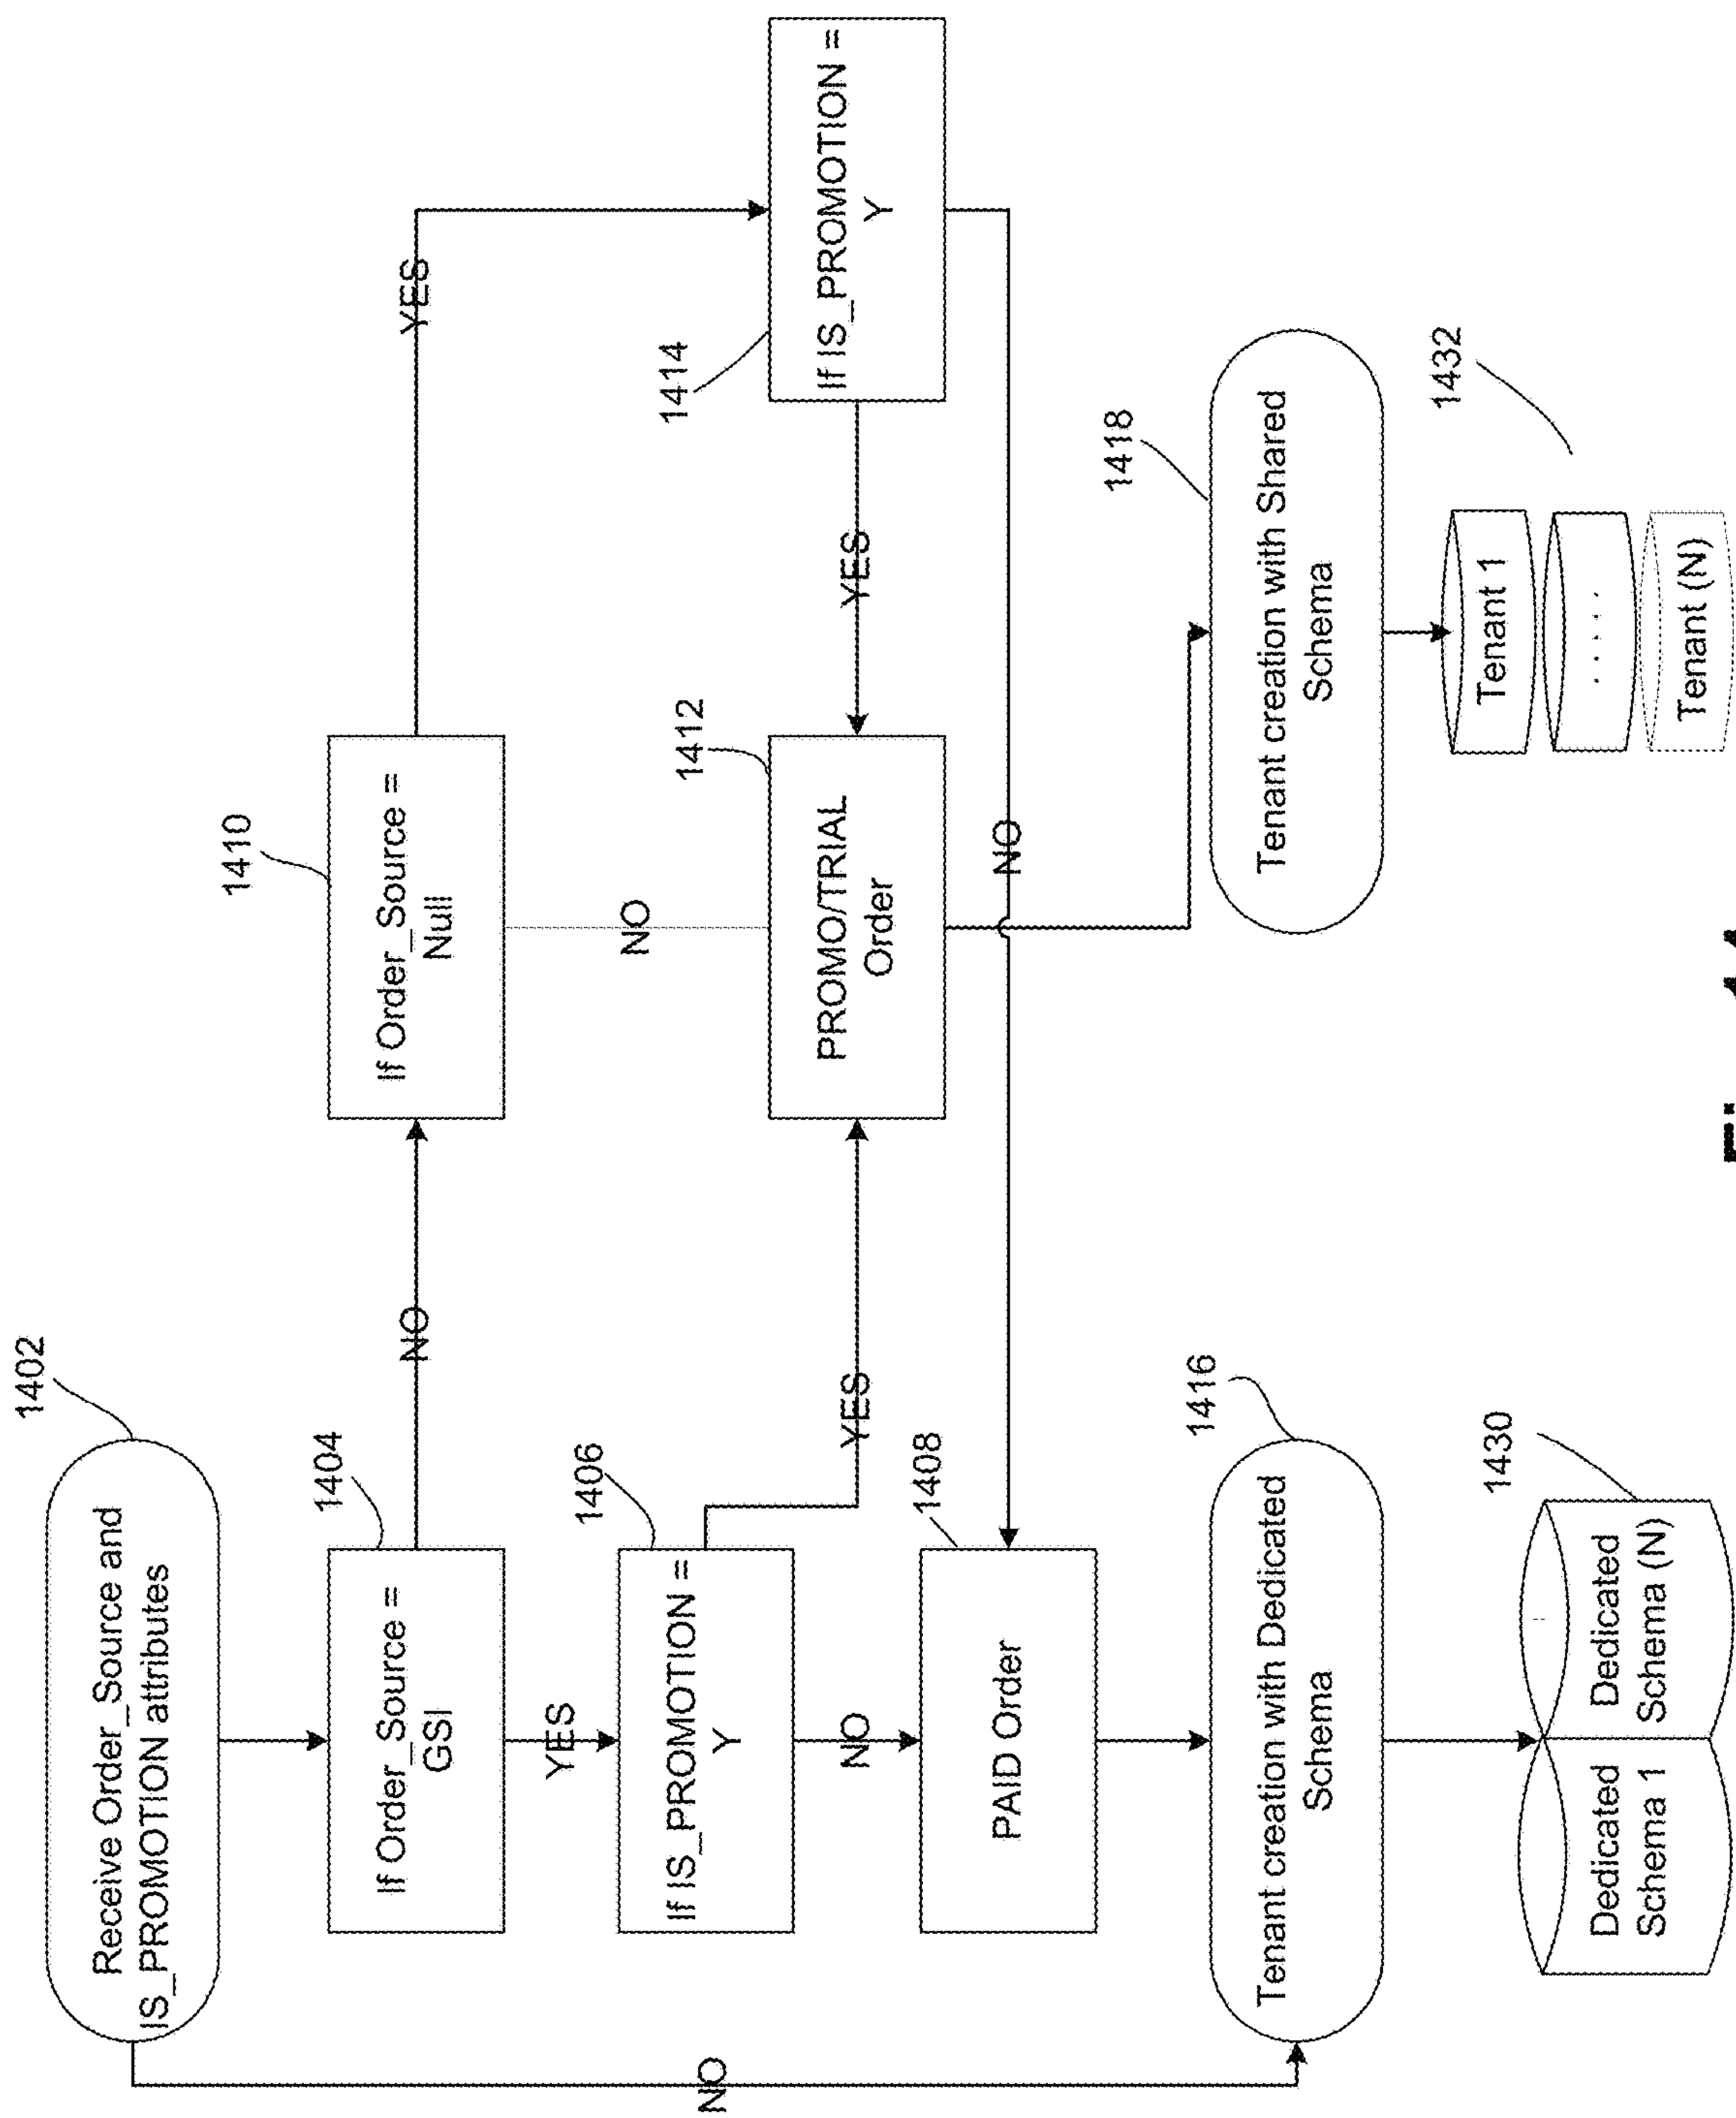 1402
Receive Order_Source and
IS_PROMOTION attributes
NO
1404
If Order_Source =
GSI
NO
1410
If Order_Source =
Null
YES
YES
1406
If IS_PROMOTION =
Y
YES
NO
1412
PROMO/TRIAL
Order
YES
1414
If IS_PROMOTION =
Y
NO
1408
PAID Order
NO
1416
Tenant creation with Dedicated
Schema
1418
Tenant creation with Shared
Schema
1430
Dedicated
Schema 1
Dedicated
Schema (N)
1432
Tenant 1
.....
Tenant (N)